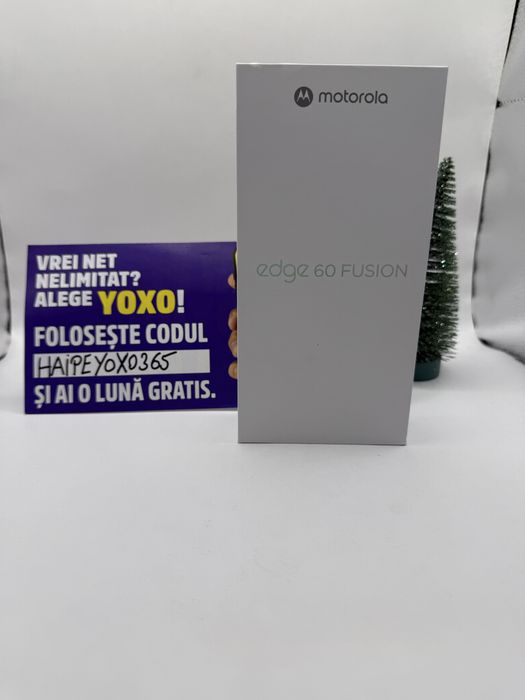 motorola
edge 60 FUSION
VREI NET
NELIMITAT?
ALEGE YOXO!
FOLOSEȘTE CODUL
HAiPEYOXO365
ȘI AI O LUNĂ GRATIS.